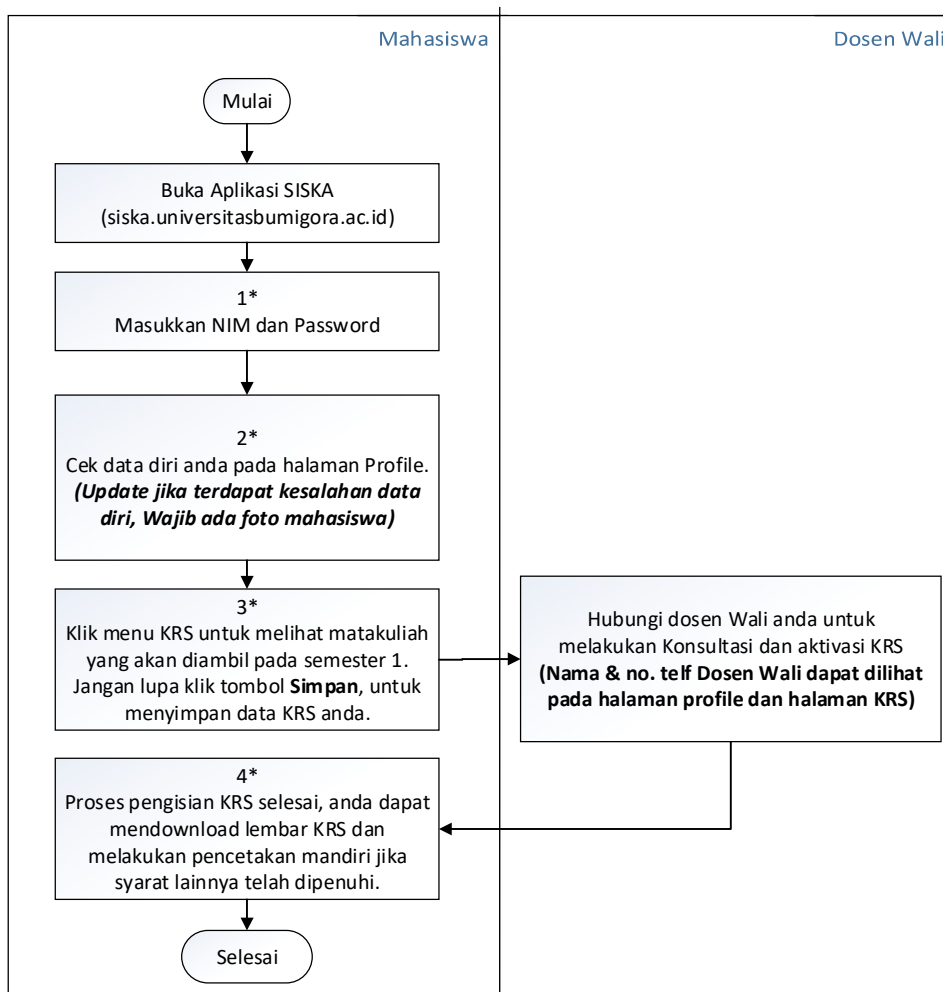 Mahasiswa
Dosen Wali
Mulai
Buka Aplikasi SISKA
(siska.universitasbumigora.ac.id)
1*
Masukkan NIM dan Password
2*
Cek data diri anda pada halaman Profile.
(Update jika terdapat kesalahan data
diri, Wajib ada foto mahasiswa)
3*
Klik menu KRS untuk melihat matakuliah
yang akan diambil pada semester 1.
Jangan lupa klik tombol Simpan, untuk
menyimpan data KRS anda.
Hubungi dosen Wali anda untuk
melakukan Konsultasi dan aktivasi KRS
(Nama & no. telf Dosen Wali dapat dilihat
pada halaman profile dan halaman KRS)
4*
Proses pengisian KRS selesai, anda dapat
mendownload lembar KRS dan
melakukan pencetakan mandiri jika
syarat lainnya telah dipenuhi.
Selesai